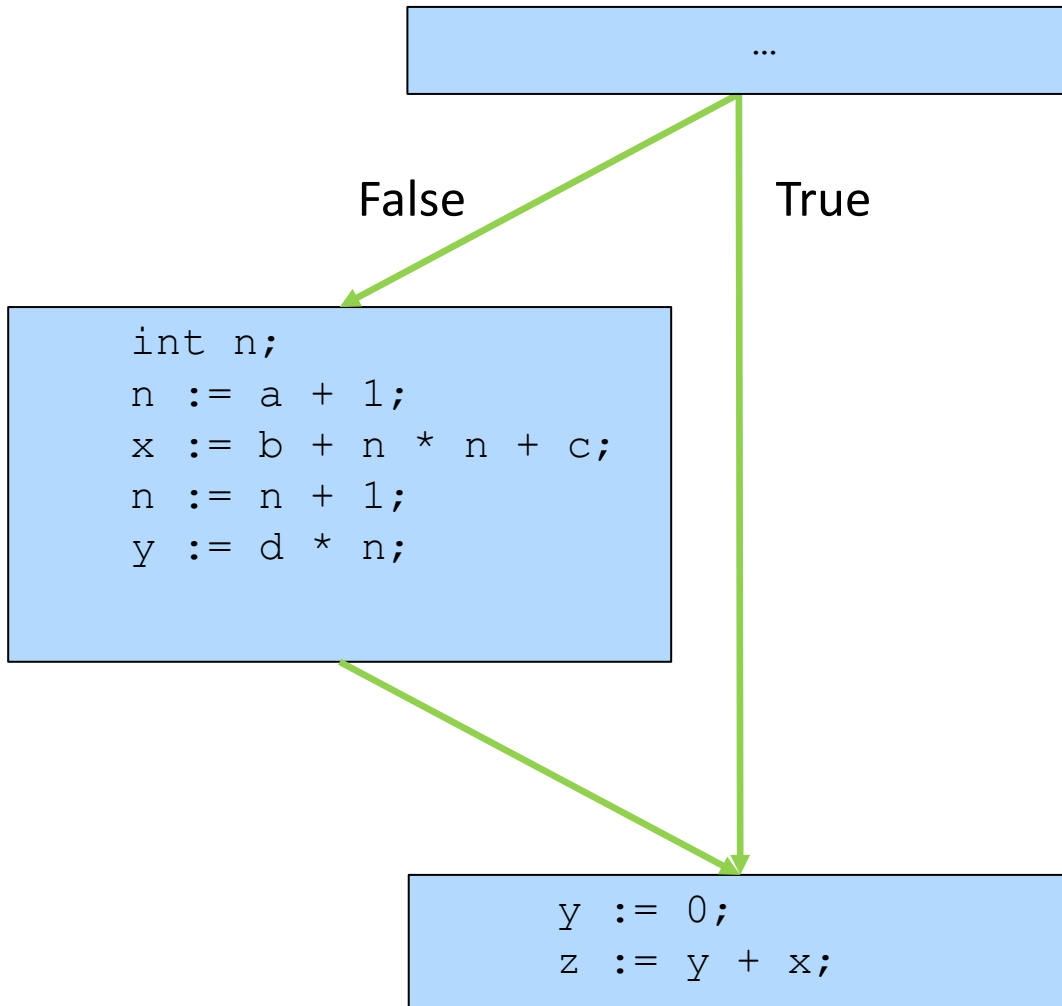 …
False
True
int n;
n := a + 1;
x := b + n * n + c;
n := n + 1;
y := d * n;
y := 0;
z := y + x;